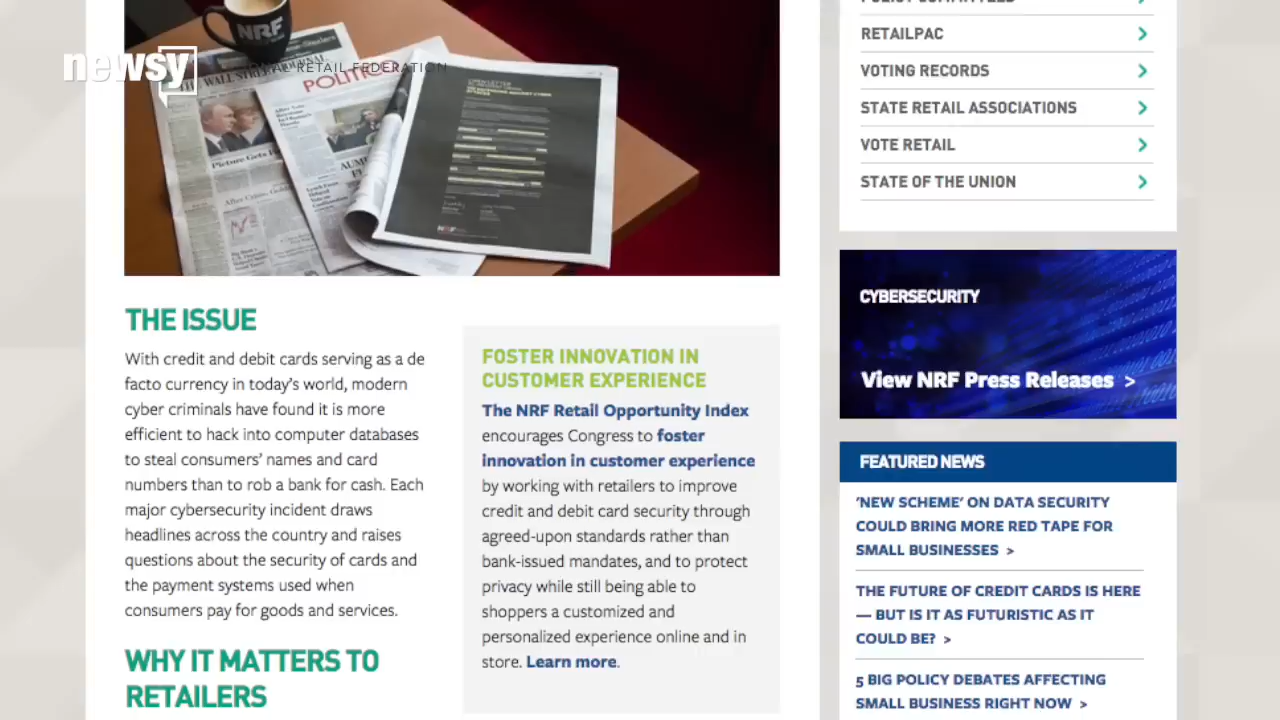 newsy
NRF
WALL STREET JOURNAL
POLITICO
RETAIL FEDERATION
Picture Gets
NRF
THE ISSUE
With credit and debit cards serving as a de
facto currency in today's world, modern
cyber criminals have found it is more
efficient to hack into computer databases
to steal consumers' names and card
numbers than to rob a bank for cash. Each
major cybersecurity incident draws
headlines across the country and raises
questions about the security of cards and
the payment systems used when
consumers pay for goods and services.
WHY IT MATTERS TO
RETAILERS
FOSTER INNOVATION IN
CUSTOMER EXPERIENCE
The NRF Retail Opportunity Index
encourages Congress to foster
innovation in customer experience
by working with retailers to improve
credit and debit card security through
agreed-upon standards rather than
bank-issued mandates, and to protect
privacy while still being able to
shoppers a customized and
personalized experience online and in
store. Learn more.
POLICY COMMITTEES
RETAILPAC
VOTING RECORDS
STATE RETAIL ASSOCIATIONS
VOTE RETAIL
STATE OF THE UNION
CYBERSECURITY
View NRF Press Releases >
FEATURED NEWS
'NEW SCHEME' ON DATA SECURITY
COULD BRING MORE RED TAPE FOR
SMALL BUSINESSES >
THE FUTURE OF CREDIT CARDS IS HERE
— BUT IS IT AS FUTURISTIC AS IT
COULD BE? >
5 BIG POLICY DEBATES AFFECTING
SMALL BUSINESS RIGHT NOW >